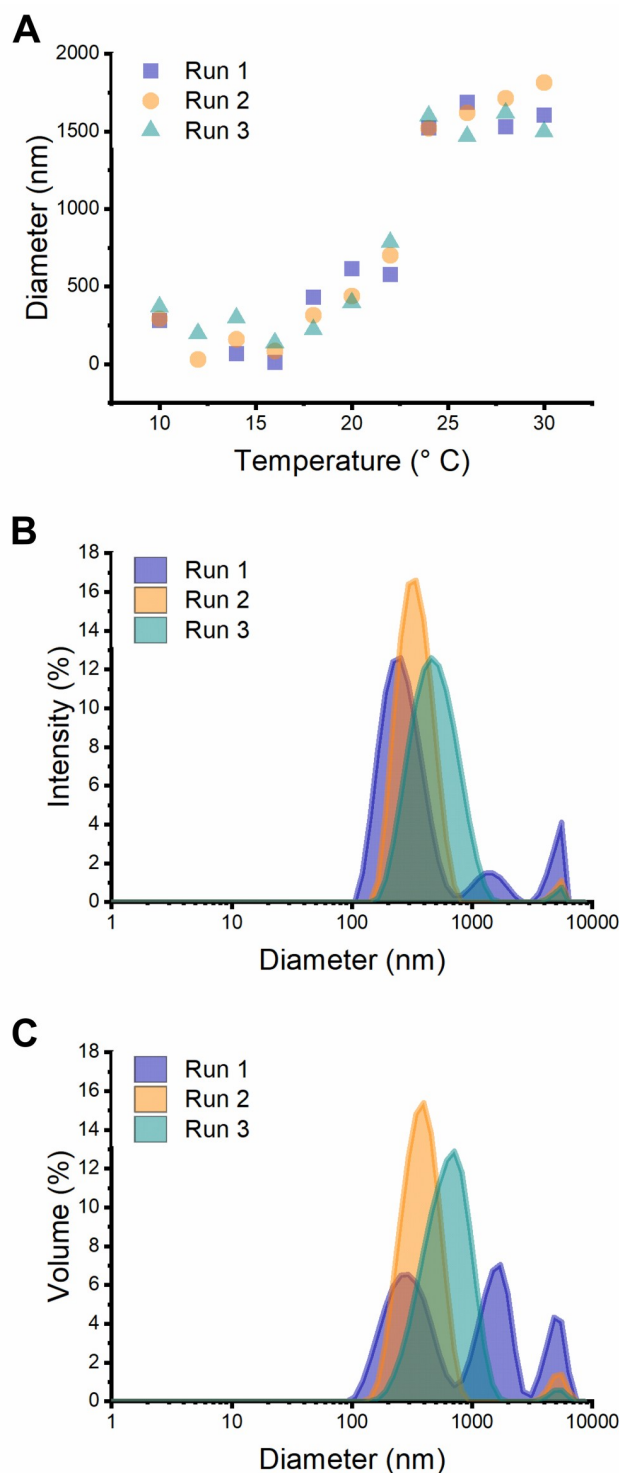 A
2000
1500
1000
500
0
Diameter (nm)
Run 1
Run 2
Run 3
10
15
20
25
30
Temperature (° C)
B
18
16
14
12
10
8
6
4
2
0
Intensity (%)
Run 1
Run 2
Run 3
1
10
100
1000
10000
Diameter (nm)
C
18
16
14
12
10
8
6
4
2
0
Volume (%)
Run 1
Run 2
Run 3
1
10
100
1000
10000
Diameter (nm)